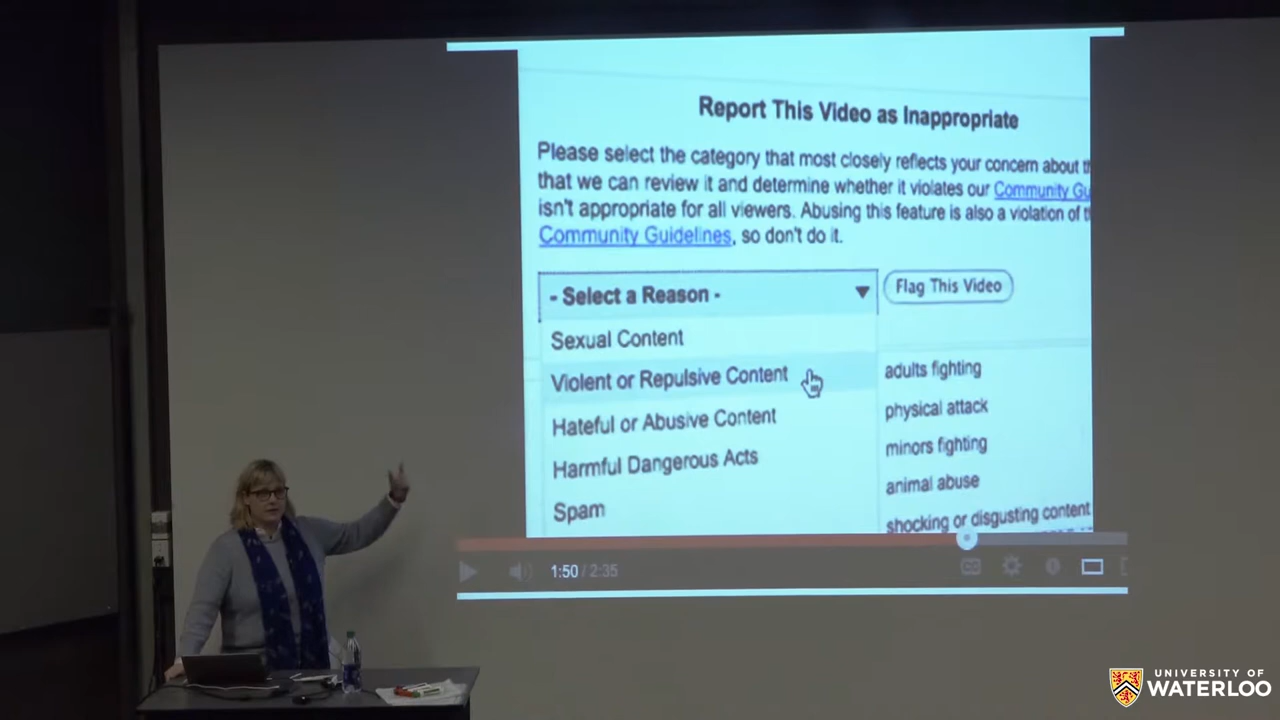 Report This Video as Inappropriate
Please select the category that most closely reflects your concern about
that we can review it and determine whether it violates our Community
isn't appropriate for all viewers. Abusing this feature is also a violation of
Community Guidelines, so don't do it.
- Select a Reason -
Flag This Video
Sexual Content
Violent or Repulsive Content
Hateful or Abusive Content
Harmful Dangerous Acts
Spam
adults fighting
physical attack
minors fighting
animal abuse
shocking or disgusting content
1:50 / 2:35
CC
UNIVERSITY OF
WATERLOO